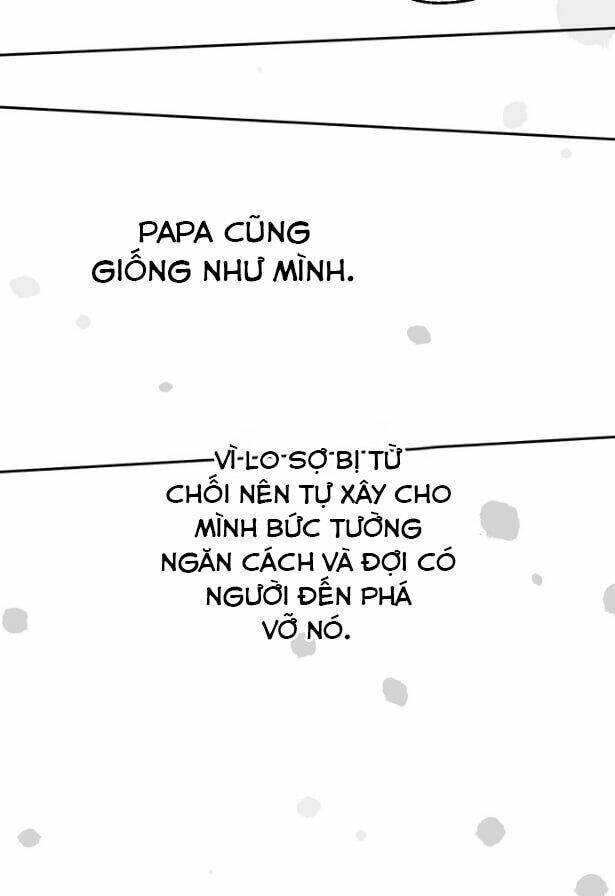 PAPA CŨNG
GIỐNG NHƯ MÌNH.
VÌ LO SỢ BỊ TỪ
CHỐI NÊN TỰ XÂY CHO
MÌNH BỨC TƯỜNG
NGĂN CÁCH VÀ ĐỢI CÓ
NGƯỜI ĐẾN PHÁ
VỠ NÓ.